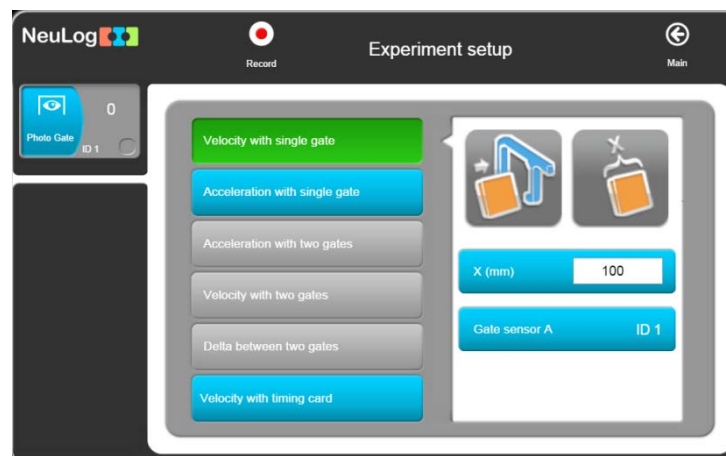 NeuLog
Record
Experiment setup
Main
0
Photo Gate
ID 1
Velocity with single gate
Acceleration with single gate
Acceleration with two gates
Velocity with two gates
Delta between two gates
Velocity with timing card
X
X (mm) 100
Gate sensor A ID 1